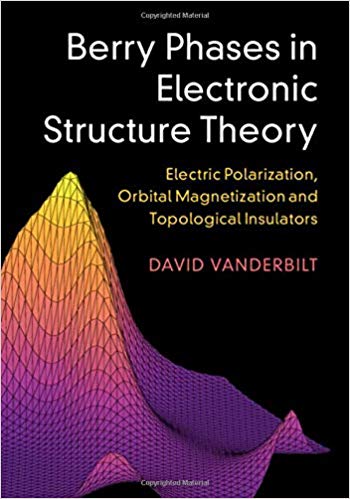 Copyrighted Material
Berry Phases in
Electronic
Structure Theory
Electric Polarization,
Orbital Magnetization and
Topological Insulators
DAVID VANDERBILT
Copyrighted Material